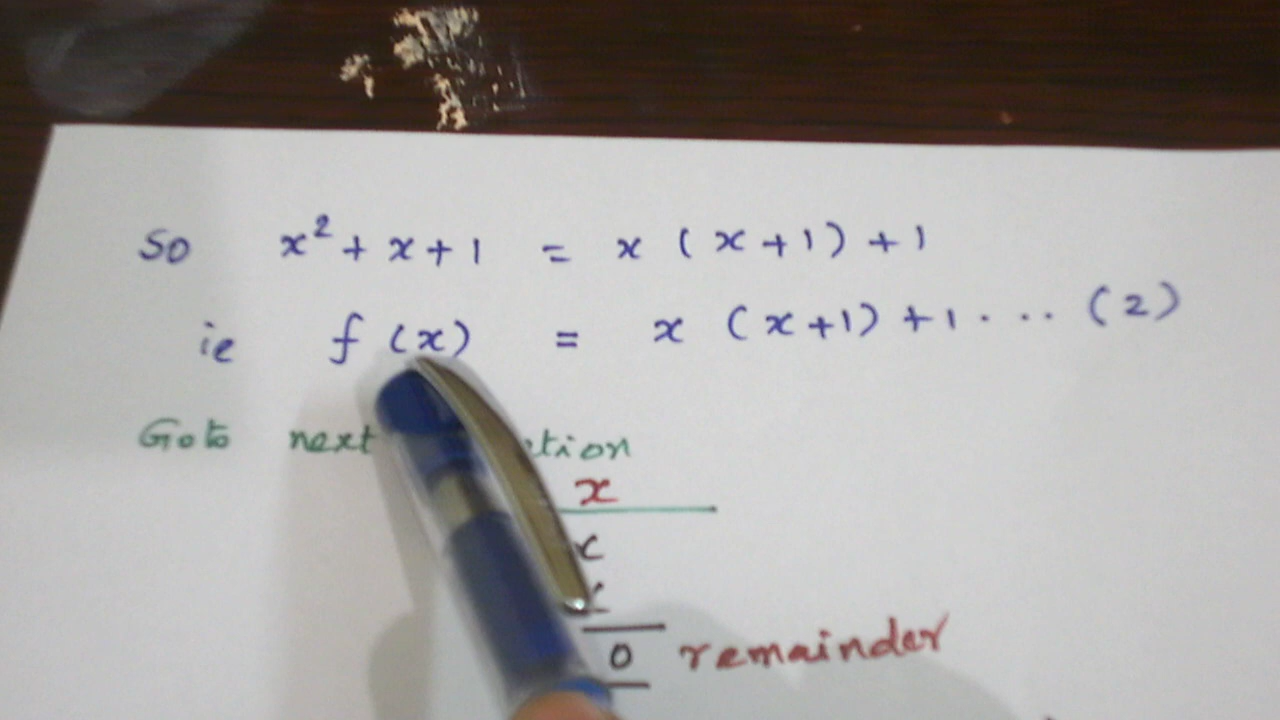 So x² + x + 1 = x ( x + 1 ) + 1
ie f (x) = x ( x + 1 ) + 1 . ... (2)
Goto next
x
0 remainder